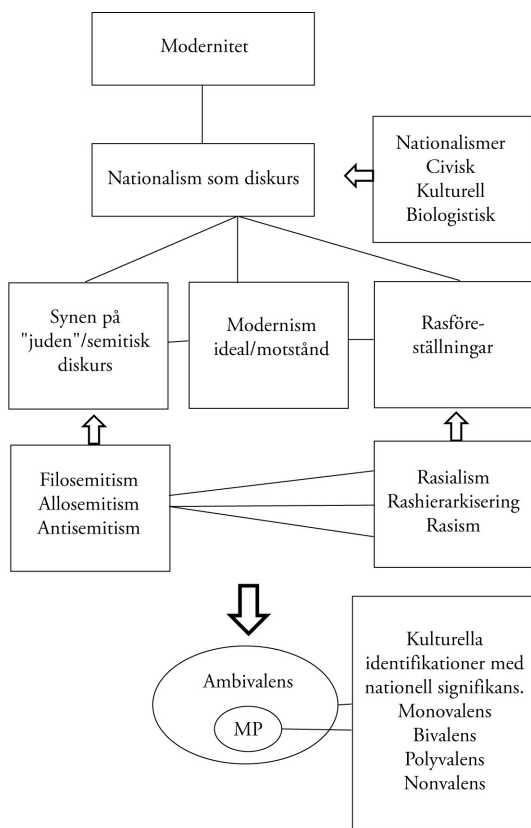 Modernitet
Nationalism som diskurs
Nationalismer
Civisk
Kulturell
Biologistisk
Synen på
"juden"/semitisk
diskurs
Modernism
ideal/motstånd
Rasföre-
ställningar
Filosemitism
Allosemitism
Antisemitism
Rasialism
Rashierarkisering
Rasism
Ambivalens
MP
Kulturella
identifikationer med
nationell signifikans.
Monovalens
Bivalens
Polyvalens
Nonvalens